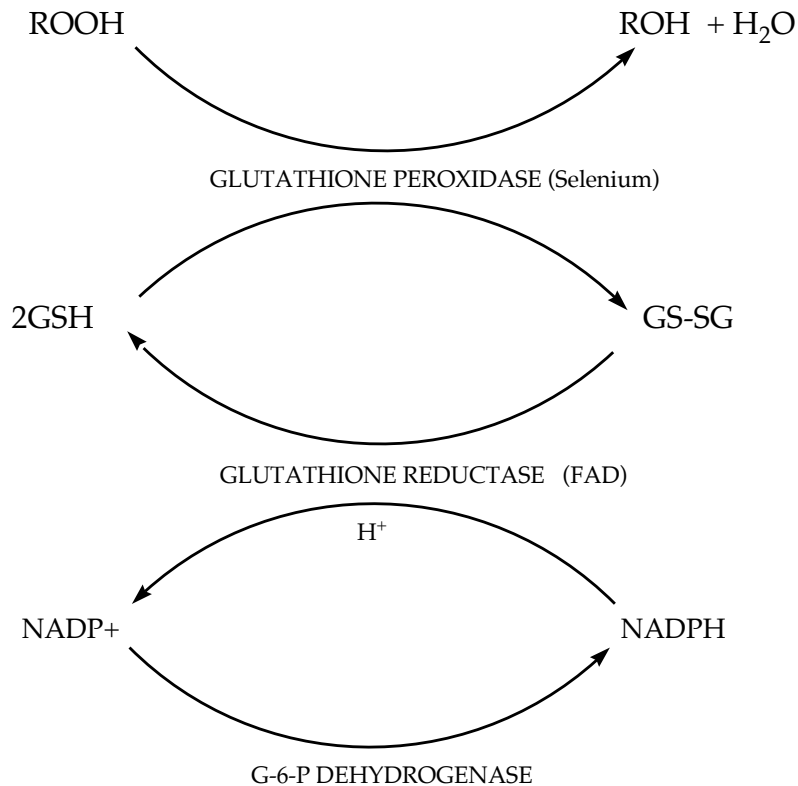 ROOH
ROH + H₂O
GLUTATHIONE PEROXIDASE (Selenium)
2GSH
GS-SG
GLUTATHIONE REDUCTASE (FAD)
H⁺
NADP+
NADPH
G-6-P DEHYDROGENASE